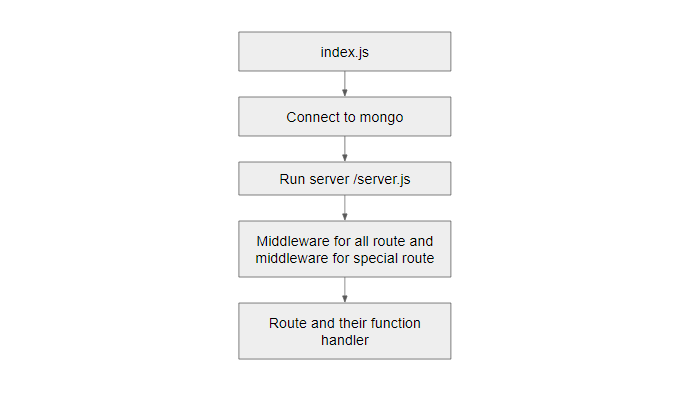 index.js
Connect to mongo
Run server /server.js
Middleware for all route and
middleware for special route
Route and their function
handler